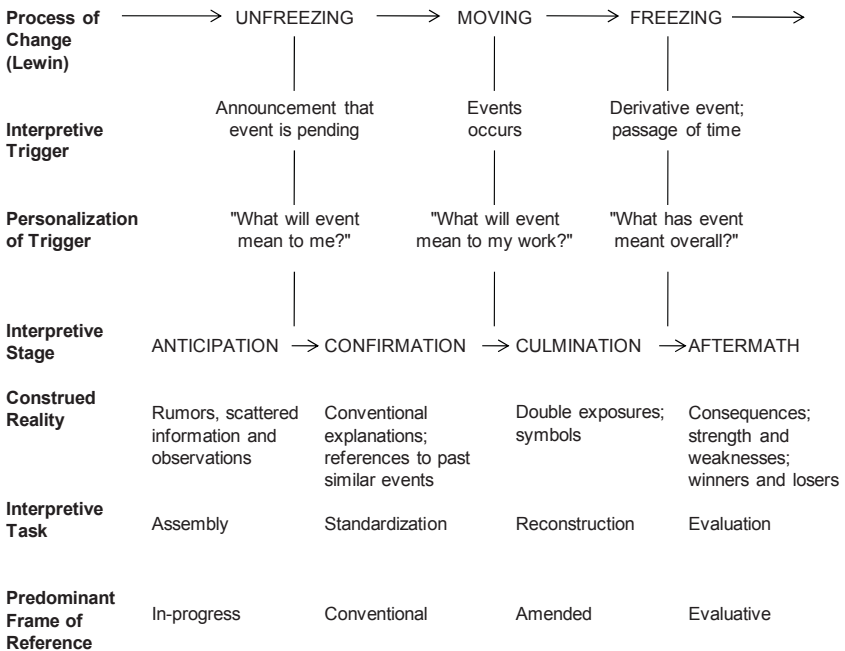 Process of
Change
(Lewin)
UNFREEZING
MOVING
FREEZING
Interpretive
Trigger
Announcement that
event is pending
Events
occurs
Derivative event;
passage of time
Personalization
of Trigger
"What will event
mean to me?"
"What will event
mean to my work?"
"What has event
meant overall?"
Interpretive
Stage
ANTICIPATION
CONFIRMATION
CULMINATION
AFTERMATH
Construed
Reality
Rumors, scattered
information and
observations
Conventional
explanations;
references to past
similar events
Double exposures;
symbols
Consequences;
strength and
weaknesses;
winners and losers
Interpretive
Task
Assembly
Standardization
Reconstruction
Evaluation
Predominant
Frame of
Reference
In-progress
Conventional
Amended
Evaluative